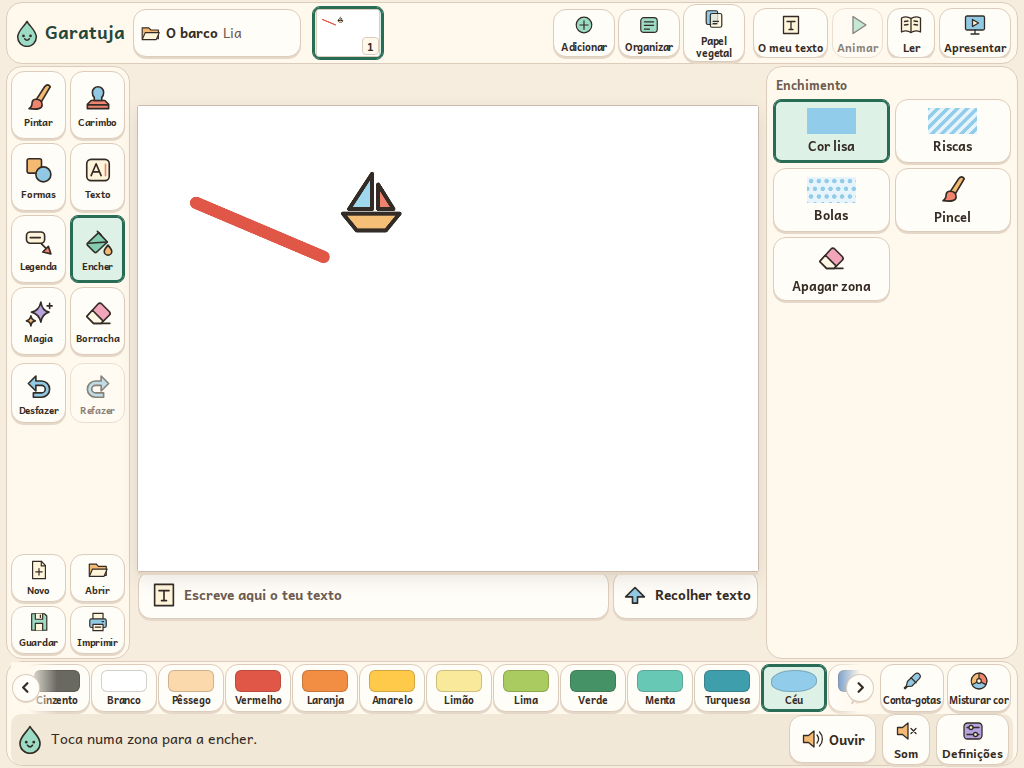 Garatuja
O barco Lia
1
Adicionar
Organizar
Papel
vegetal
O meu texto
Animar
Ler
Apresentar
Pintar
Carimbo
Formas
Texto
Legenda
Encher
Magia
Borracha
Desfazer
Refazer
Novo
Abrir
Guardar
Imprimir
Enchimento
Cor lisa
Riscas
Bolas
Pincel
Apagar zona
Escreve aqui o teu texto
Recolher texto
Cinzento
Branco
Pêssego
Vermelho
Laranja
Amarelo
Limão
Lima
Verde
Menta
Turquesa
Céu
Conta-gotas
Misturar cor
Toca numa zona para a encher.
Ouvir
Som
Definições